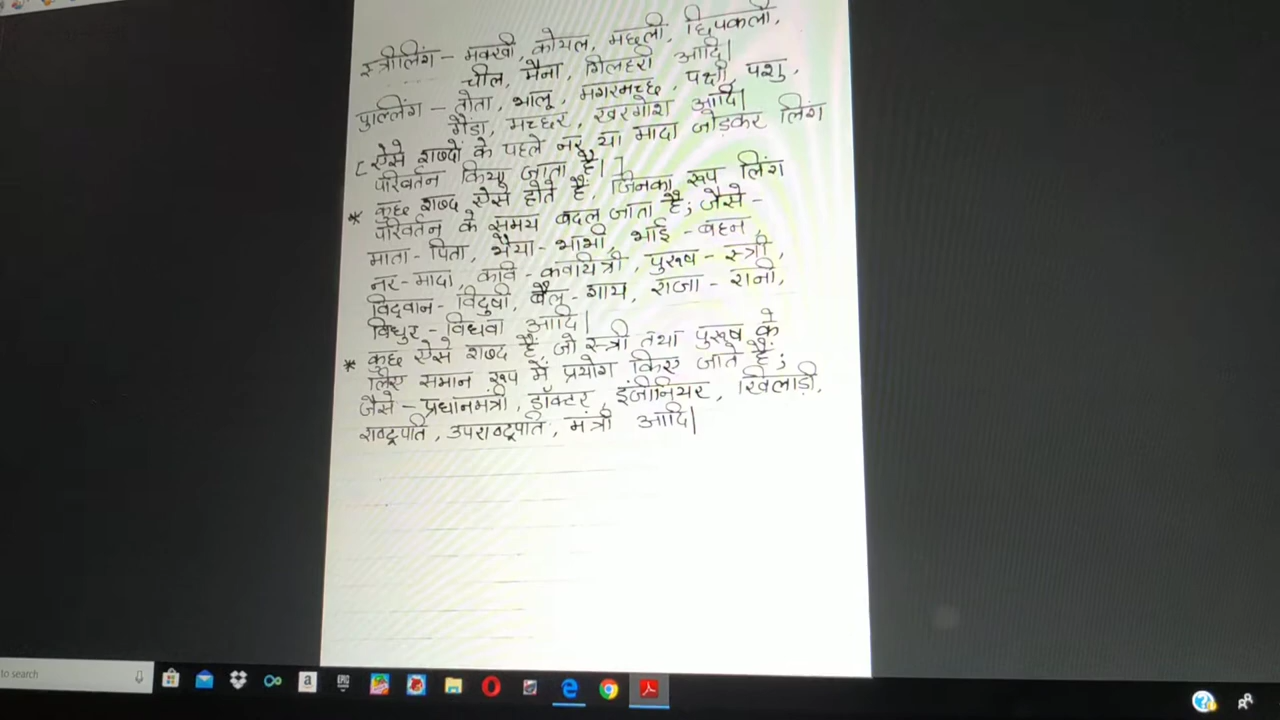 स्त्रीलिंग - मक्खी, कोयल, मछली, छिपकली,
चील, मैना, गिलहरी आदि|
पुल्लिंग - तोता, भालू, मगरमच्छ, पक्षी, पशु,
गैंडा, मच्छर, खरगोश आदि|
[ ऐसे शब्दों के पहले नर या मादा जोड़कर लिंग
परिवर्तन किया जाता है| ]
* कुछ शब्द ऐसे होते हैं, जिनका रूप लिंग
परिवर्तन के समय बदल जाता है; जैसे -
माता - पिता, भैया - भाभी, भाई - बहन,
नर - मादा, कवि - कवयित्री, पुरूष - स्त्री,
विद्वान - विदुषी, बैल - गाय, राजा - रानी,
विधुर - विधवा आदि|
* कुछ ऐसे शब्द हैं, जो स्त्री तथा पुरूष के
लिए समान रूप में प्रयोग किए जाते हैं;
जैसे - प्रधानमंत्री, डॉक्टर, इंजीनियर, खिलाड़ी,
राष्ट्रपति, उपराष्ट्रपति, मंत्री आदि|
to search